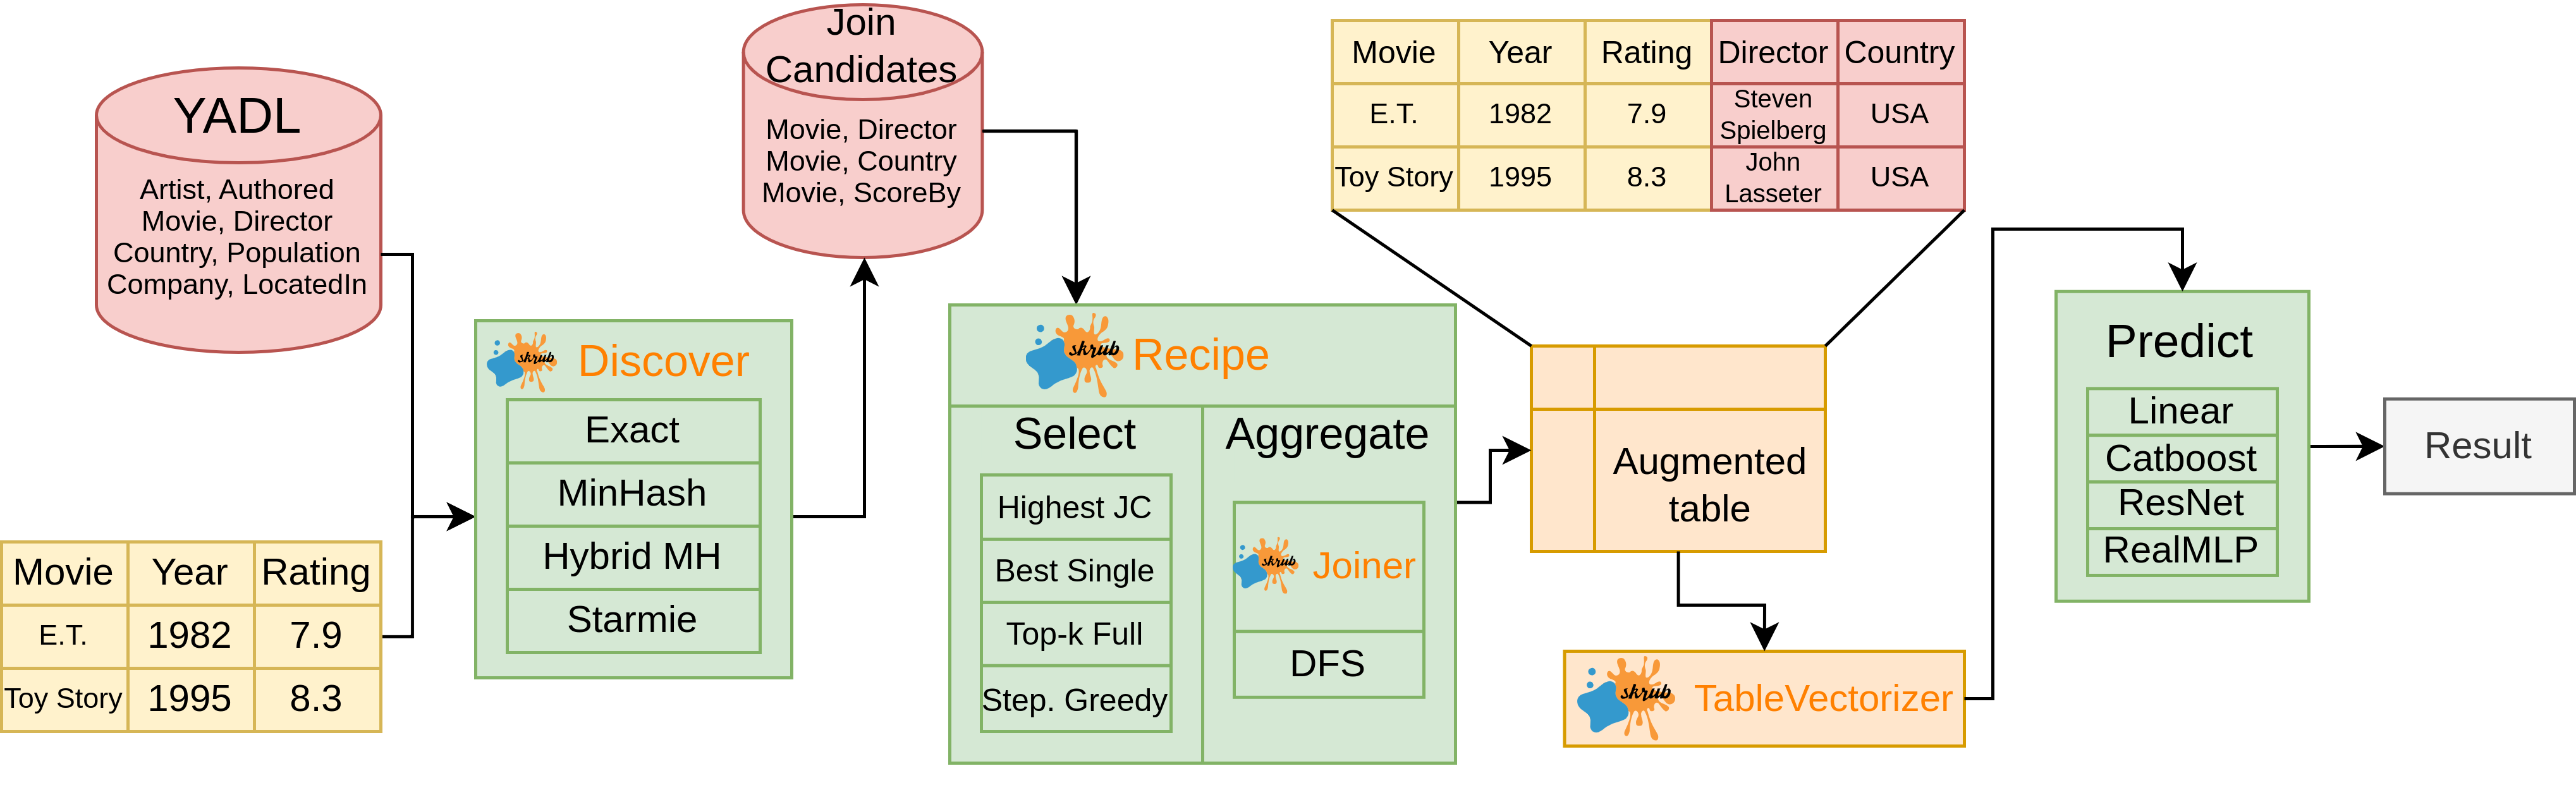 YADL
Artist, Authored
Movie, Director
Country, Population
Company, LocatedIn
Movie Year Rating
E.T. 1982 7.9
Toy Story 1995 8.3
skrub Discover
Exact
MinHash
Hybrid MH
Starmie
Join
Candidates
Movie, Director
Movie, Country
Movie, ScoreBy
skrub Recipe
Select
Highest JC
Best Single
Top-k Full
Step. Greedy
Aggregate
skrub Joiner
DFS
Movie Year Rating Director Country
E.T. 1982 7.9 Steven Spielberg USA
Toy Story 1995 8.3 John Lasseter USA
Augmented
table
skrub TableVectorizer
Predict
Linear
Catboost
ResNet
RealMLP
Result